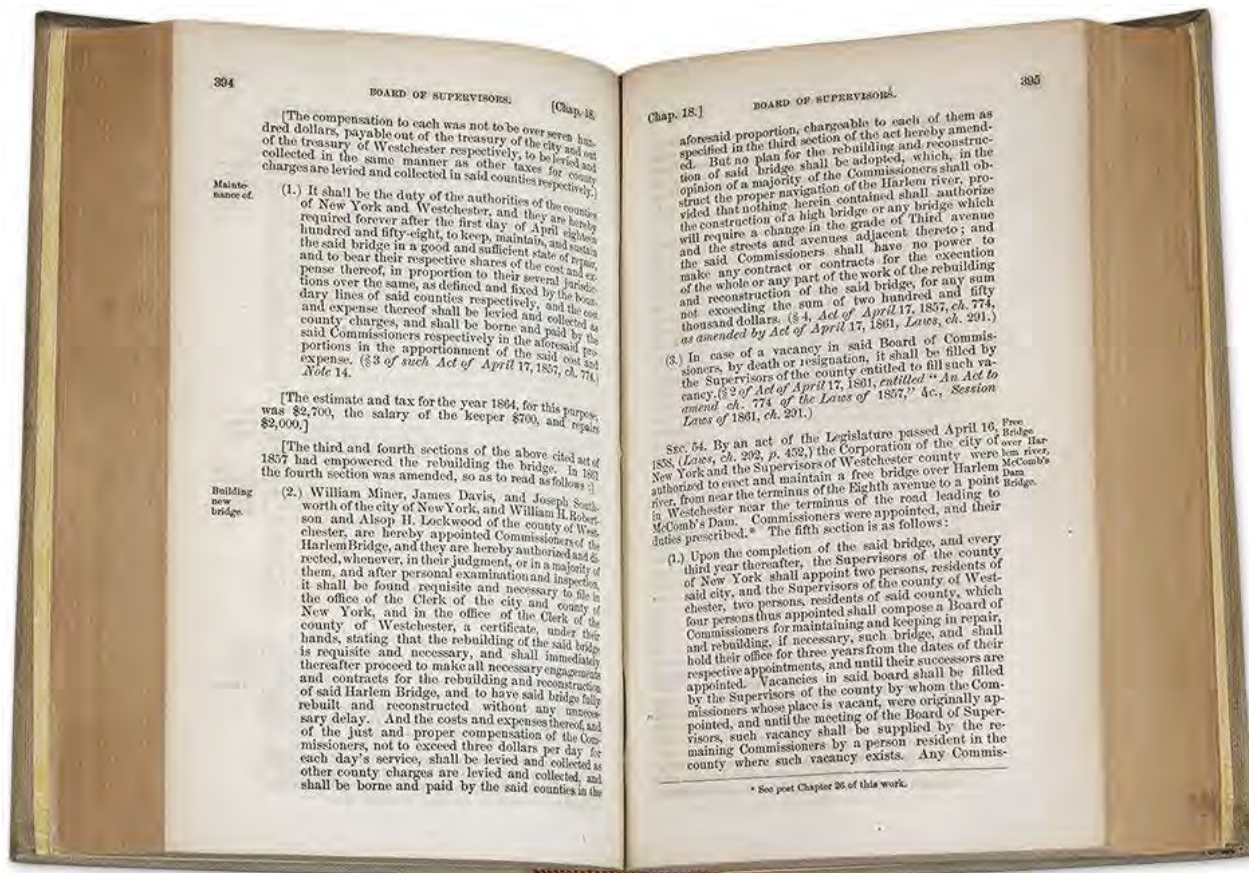 394
BOARD OF SUPERVISORS.
[Chap. 18.
[The compensation to each was not to be over seven hun-
dred dollars, payable out of the treasury of the city and out
of the treasury of Westchester respectively, to be levied and
collected in the same manner as other taxes for county
charges are levied and collected in said counties respectively.]
Mainte-
nance of.
(1.) It shall be the duty of the authorities of the counties
of New York and Westchester, and they are hereby
required forever after the first day of April eighteen
hundred and fifty-eight, to keep, maintain, and sustain
the said bridge in a good and sufficient state of repair,
and to bear their respective shares of the cost and ex-
pense thereof, in proportion to their several jurisdic-
tions over the same, as defined and fixed by the boun-
dary lines of said counties respectively, and the cost
and expense thereof shall be levied and collected as
county charges, and shall be borne and paid by the
said Commissioners respectively in the aforesaid pro-
portions in the apportionment of the said cost and
expense. (§ 3 of such Act of April 17, 1857, ch. 774.)
Note 14.
[The estimate and tax for the year 1864, for this purpose,
was $2,700, the salary of the keeper $700, and repairs
$2,000.]
[The third and fourth sections of the above cited act of
1857 had empowered the rebuilding the bridge. In 1861
the fourth section was amended, so as to read as follows :]
Building
new
bridge.
(2.) William Miner, James Davis, and Joseph South-
worth of the city of New York, and William H. Robert-
son and Alsop H. Lockwood of the county of West-
chester, are hereby appointed Commissioners of the
Harlem Bridge, and they are hereby authorized and di-
rected, whenever, in their judgment, or in a majority of
them, and after personal examination and inspection,
it shall be found requisite and necessary to file in
the office of the Clerk of the city and county of
New York, and in the office of the Clerk of the
county of Westchester, a certificate, under their
hands, stating that the rebuilding of the said bridge
is requisite and necessary, and shall immediately
thereafter proceed to make all necessary engagements
and contracts for the rebuilding and reconstruction
of said Harlem Bridge, and to have said bridge fully
rebuilt and reconstructed without any unneces-
sary delay. And the costs and expenses thereof, and
of the just and proper compensation of the Com-
missioners, not to exceed three dollars per day for
each day's service, shall be levied and collected as
other county charges are levied and collected, and
shall be borne and paid by the said counties in the
Chap. 18.]
BOARD OF SUPERVISORS.
395
aforesaid proportion, chargeable to each of them as
specified in the third section of the act hereby amend-
ed. But no plan for the rebuilding and reconstruc-
tion of said bridge shall be adopted, which, in the
opinion of a majority of the Commissioners shall ob-
struct the proper navigation of the Harlem river, pro-
vided that nothing herein contained shall authorize
the construction of a high bridge or any bridge which
will require a change in the grade of Third avenue
and the streets and avenues adjacent thereto; and
the said Commissioners shall have no power to
make any contract or contracts for the execution
of the whole or any part of the work of the rebuilding
and reconstruction of the said bridge, for any sum
not exceeding the sum of two hundred and fifty
thousand dollars. (§ 4, Act of April 17, 1857, ch. 774,
as amended by Act of April 17, 1861, Laws, ch. 291.)
(3.) In case of a vacancy in said Board of Commis-
sioners, by death or resignation, it shall be filled by
the Supervisors of the county entitled to fill such va-
cancy. (§ 2 of Act of April 17, 1861, entitled "An Act to
amend ch. 774 of the Laws of 1857," &c., Session
Laws of 1861, ch. 291.)
SEC. 54. By an act of the Legislature passed April 16,
1858, (Laws, ch. 292, p. 452,) the Corporation of the city of
New York and the Supervisors of Westchester county were
authorized to erect and maintain a free bridge over Harlem
river, from near the terminus of the Eighth avenue to a point
in Westchester near the terminus of the road leading to
McComb's Dam. Commissioners were appointed, and their
duties prescribed.* The fifth section is as follows:
Free
Bridge
over Har-
lem river,
McComb's
Dam
Bridge.
(1.) Upon the completion of the said bridge, and every
third year thereafter, the Supervisors of the county
of New York shall appoint two persons, residents of
said city, and the Supervisors of the county of West-
chester, two persons, residents of said county, which
four persons thus appointed shall compose a Board of
Commissioners for maintaining and keeping in repair,
and rebuilding, if necessary, such bridge, and shall
hold their office for three years from the dates of their
respective appointments, and until their successors are
appointed. Vacancies in said board shall be filled
by the Supervisors of the county by whom the Com-
missioners whose place is vacant, were originally ap-
pointed, and until the meeting of the Board of Super-
visors, such vacancy shall be supplied by the re-
maining Commissioners by a person resident in the
county where such vacancy exists. Any Commis-
* See post Chapter 26 of this work.